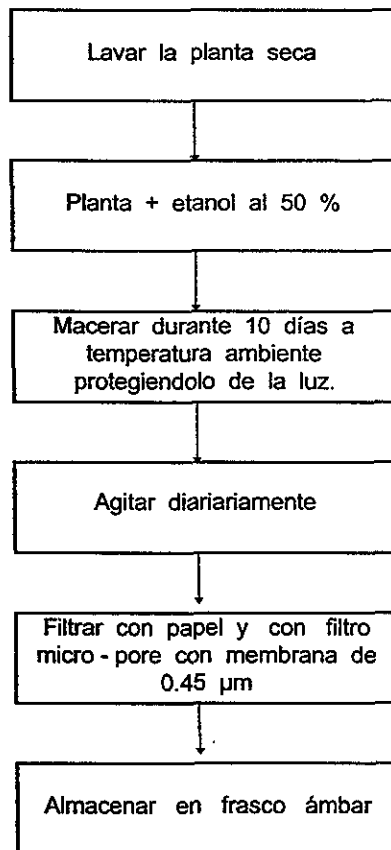 Lavar la planta seca
Planta + etanol al 50 %
Macerar durante 10 días a
temperatura ambiente
protegiendolo de la luz.
Agitar diariariamente
Filtrar con papel y con filtro
micro - pore con membrana de
0.45 µm
Almacenar en frasco ámbar